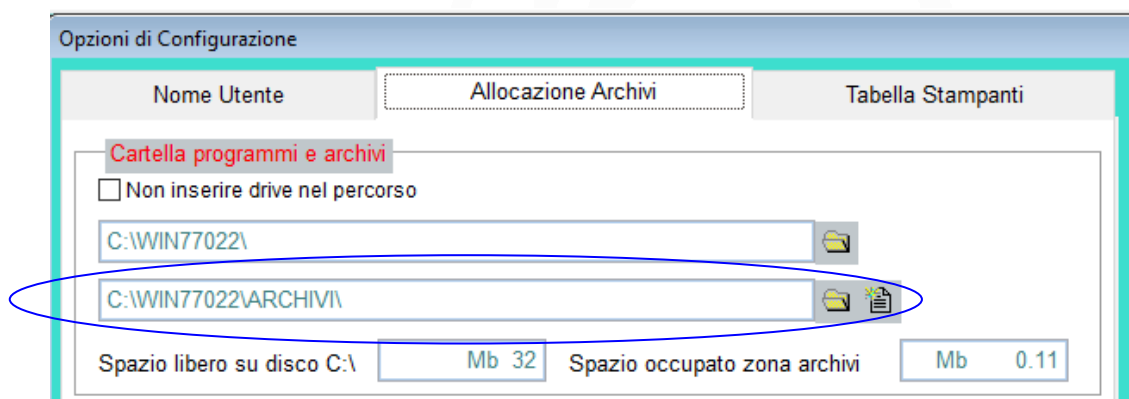 Opzioni di Configurazione
Nome Utente Allocazione Archivi Tabella Stampanti
Cartella programmi e archivi
Non inserire drive nel percorso
C:\WIN77022\
C:\WIN77022\ARCHIVI\
Spazio libero su disco C:\ Mb 32 Spazio occupato zona archivi Mb 0.11